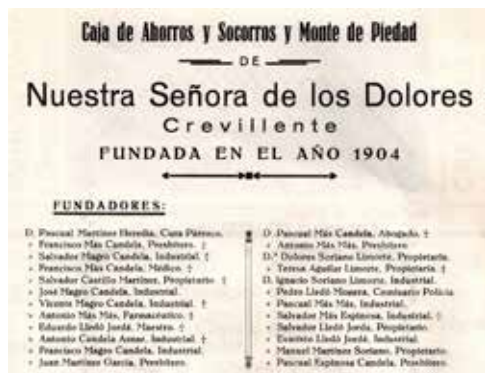 Caja de Ahorros y Socorros y Monte de Piedad
DE
Nuestra Señora de los Dolores
Crevillente
FUNDADA EN EL AÑO 1904
FUNDADORES:
D. Pascual Martínez Heredia, Cura Párroco.
» Francisco Más Candela, Presbítero. †
» Salvador Magro Candela, Industrial. †
» Francisco Más Candela, Médico. †
» Salvador Castillo Martínez, Propietario †
» José Magro Candela, Industrial.
» Vicente Magro Candela, Industrial. †
» Antonio Más Más, Farmacéutico. †
» Eduardo Lledó Jordá, Maestro. †
» Antonio Candela Aznar, Industrial. †
» Francisco Magro Candela, Industrial.
» Juan Martínez García, Presbítero.
D. Pascual Más Candela, Abogado. †
» Antonio Más Más, Presbítero
D.ª Dolores Soriano Limorte, Propietaria.
» Teresa Aguilar Limorte, Propietaria. †
D. Ignacio Soriano Limorte, Industrial.
» Pedro Lledó Monera, Comisario Policía
» Pascual Más Más, Industrial.
» Salvador Más Espinosa, Industrial. †
» Salvador Lledó Jordá, Propietario.
» Evaristo Lledó Jordá, Industrial.
» Manuel Martínez Soriano, Propietario.
» Pascual Espinosa Candela, Presbítero.